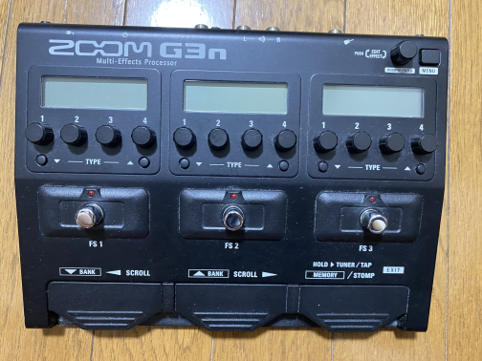 L R
ZOOM G3n
Multi-Effects Processor
PUSH [EDIT EFFECT]
MENU
1 2 3 4
1 2 3 4
1 2 3 4
TYPE
TYPE
TYPE
FS 1
FS 2
FS 3
BANK SCROLL
BANK SCROLL
HOLD TUNER/TAP
MEMORY /STOMP
EXIT